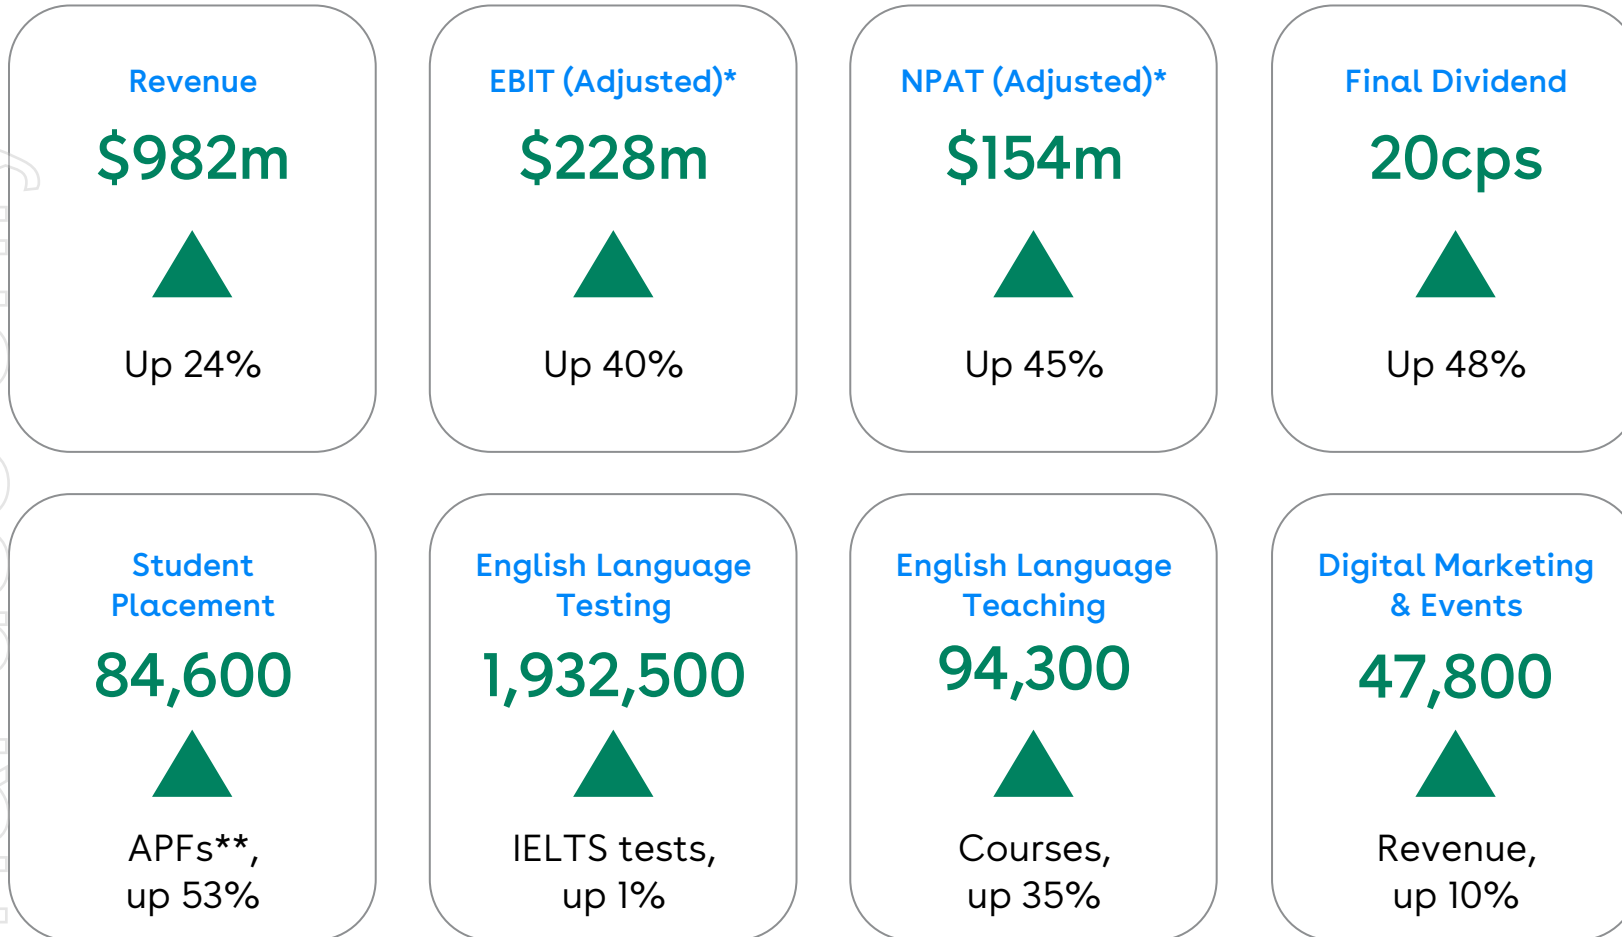 Revenue
$982m
Up 24%
EBIT (Adjusted)*
$228m
Up 40%
NPAT (Adjusted)*
$154m
Up 45%
Final Dividend
20cps
Up 48%
Student
Placement
84,600
APFs**,
up 53%
English Language
Testing
1,932,500
IELTS tests,
up 1%
English Language
Teaching
94,300
Courses,
up 35%
Digital Marketing
& Events
47,800
Revenue,
up 10%